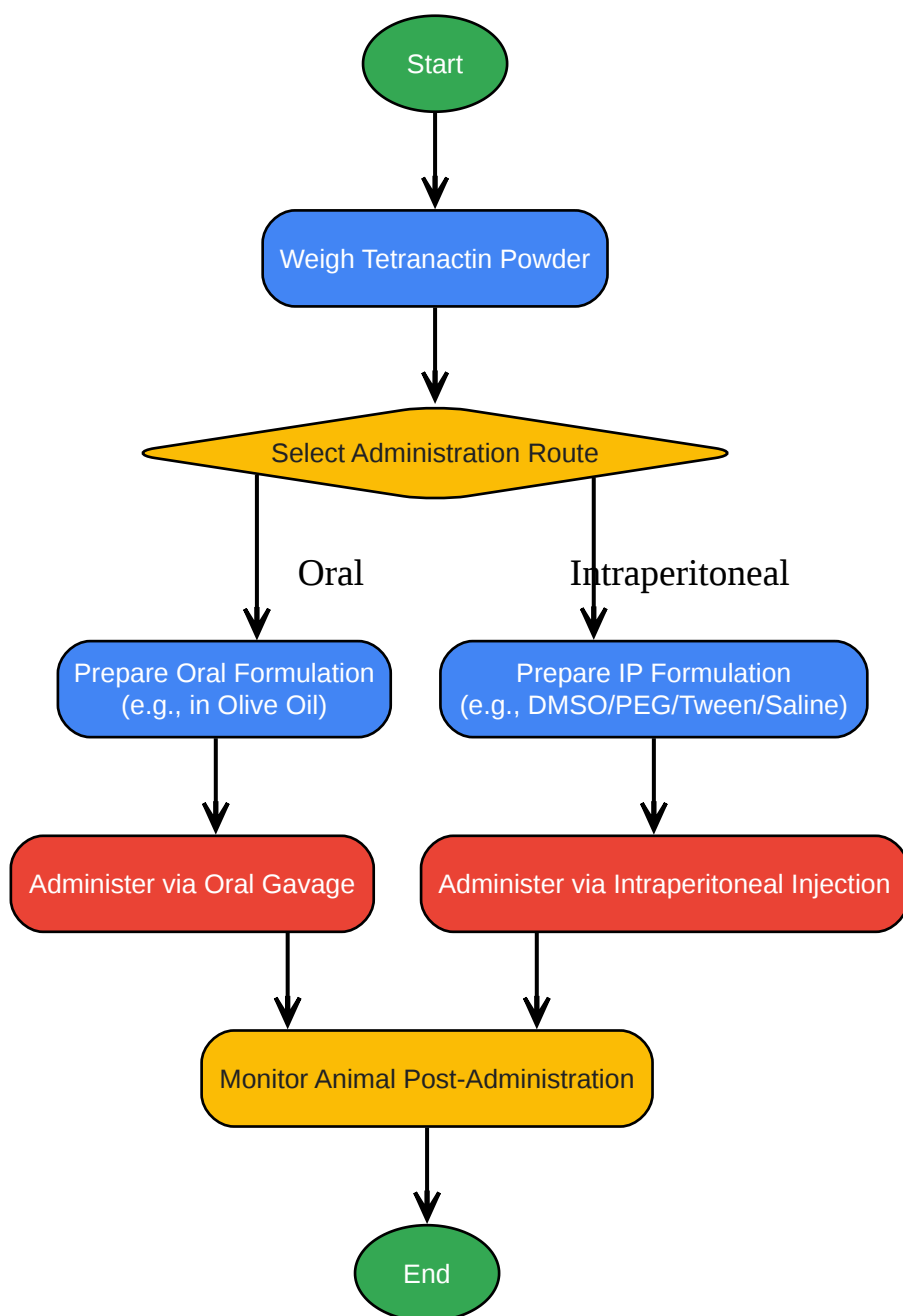 Start
Weigh Tetranactin Powder
Select Administration Route
Oral
Intraperitoneal
Prepare Oral Formulation
(e.g., in Olive Oil)
Prepare IP Formulation
(e.g., DMSO/PEG/Tween/Saline)
Administer via Oral Gavage
Administer via Intraperitoneal Injection
Monitor Animal Post-Administration
End